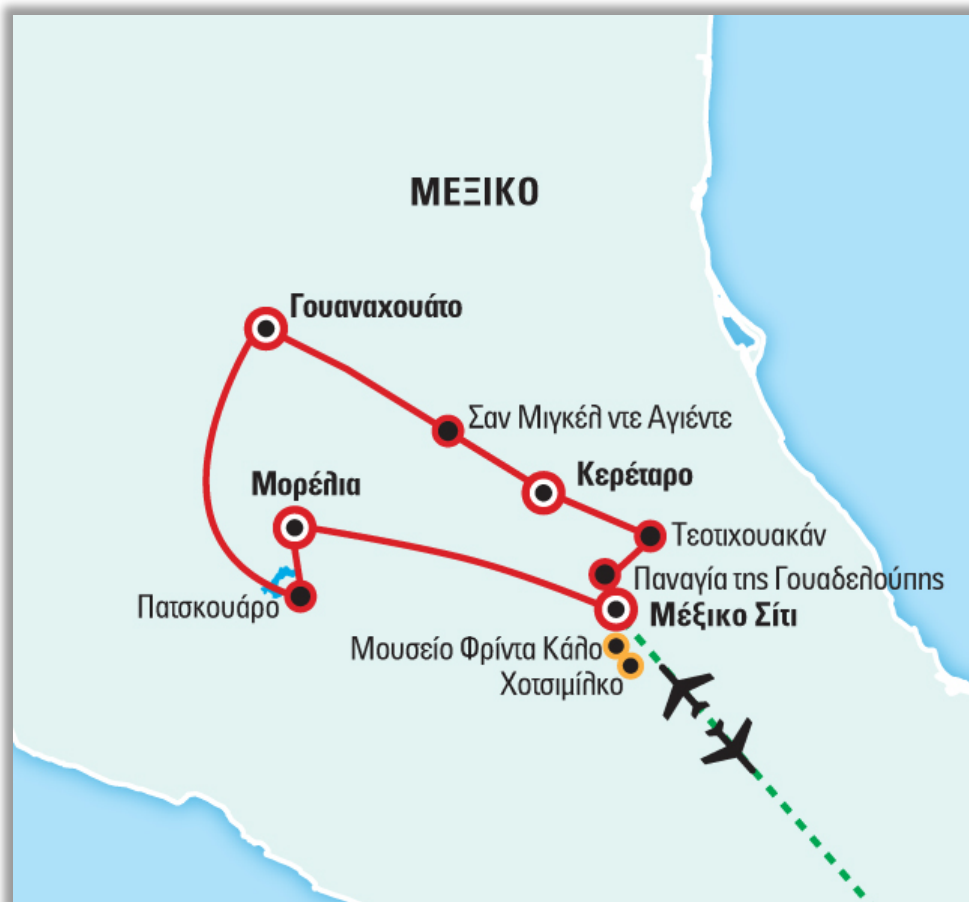 ΜΕΞΙΚΟ
Γουαναχουάτο
Σαν Μιγκέλ ντε Αγιέντε
Κερέταρο
Μορέλια
Τεοτιχουακάν
Παναγία της Γουαδελούπης
Πατσκουάρο
Μέξικο Σίτι
Μουσείο Φρίντα Κάλο
Χοτσιμίλκο